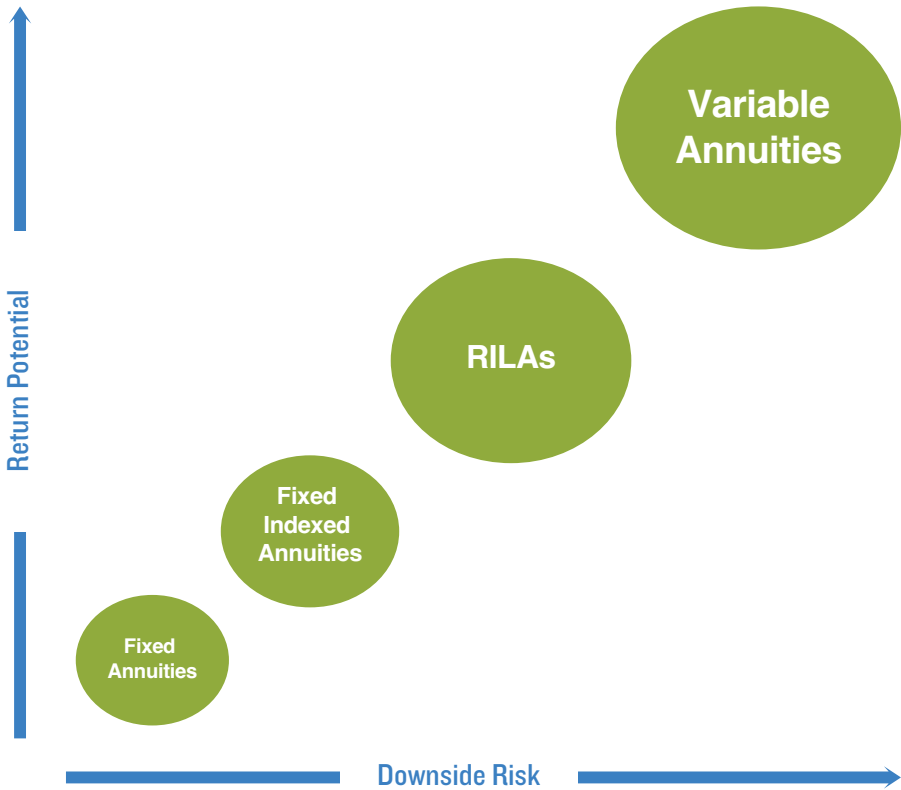 Variable
Annuities
RILAs
Return Potential
Fixed
Indexed
Annuities
Fixed
Annuities
Downside Risk